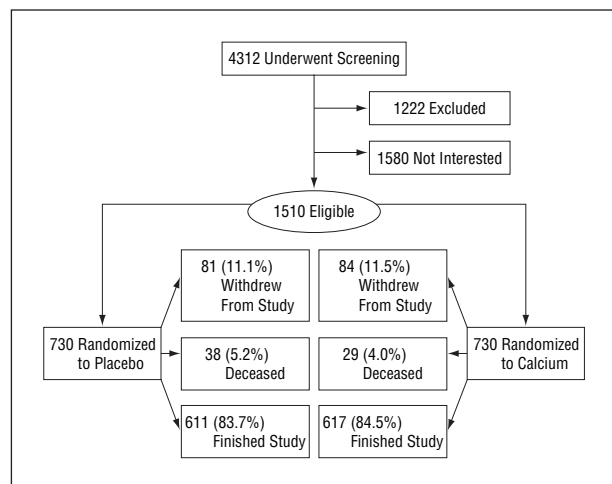 4312 Underwent Screening
1222 Excluded
1580 Not Interested
1510 Eligible
81 (11.1%)
Withdrew
From Study
84 (11.5%)
Withdrew
From Study
730 Randomized
to Placebo
38 (5.2%)
Deceased
29 (4.0%)
Deceased
730 Randomized
to Calcium
611 (83.7%)
Finished Study
617 (84.5%)
Finished Study